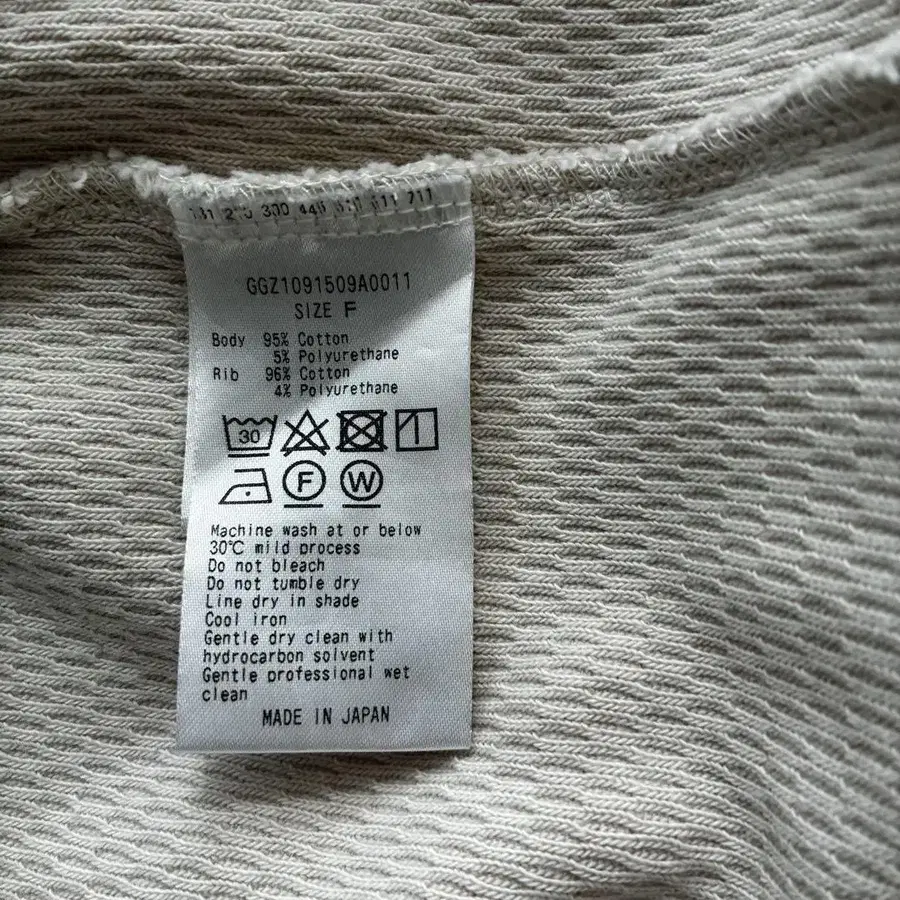 300 711
GGZ1091509A0011
SIZE F
Body 95% Cotton
5% Polyurethane
Rib 96% Cotton
4% Polyurethane
30
F W
Machine wash at or below
30℃ mild process
Do not bleach
Do not tumble dry
Line dry in shade
Cool iron
Gentle dry clean with
hydrocarbon solvent
Gentle professional wet
clean
MADE IN JAPAN